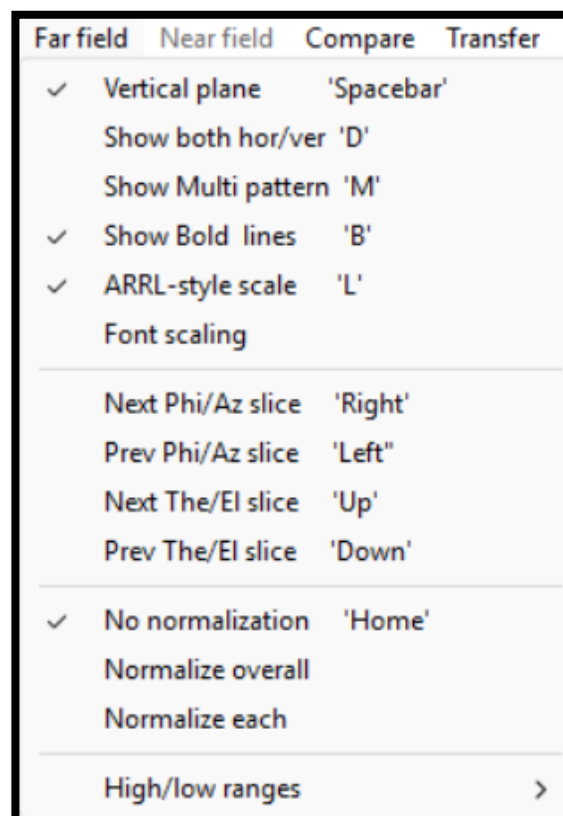 Far field Near field Compare Transfer
Vertical plane 'Spacebar'
Show both hor/ver 'D'
Show Multi pattern 'M'
Show Bold lines 'B'
ARRL-style scale 'L'
Font scaling
Next Phi/Az slice 'Right'
Prev Phi/Az slice 'Left"
Next The/El slice 'Up'
Prev The/El slice 'Down'
No normalization 'Home'
Normalize overall
Normalize each
High/low ranges